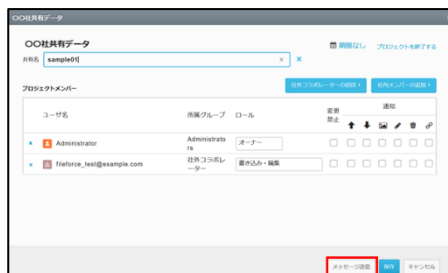 〇〇社共有データ
〇〇社共有データ
期限なし プロジェクトを終了する
共有名 sample01 × ×
プロジェクトメンバー
社外コラボレーターの招待 › 社内メンバーの追加 ›
ユーザ名 所属グループ ロール 変更禁止 通知
× Administrator Administrators オーナー
× fileforce_test@example.com 社外コラボレーター 書き込み・編集
メッセージ送信 保存 キャンセル